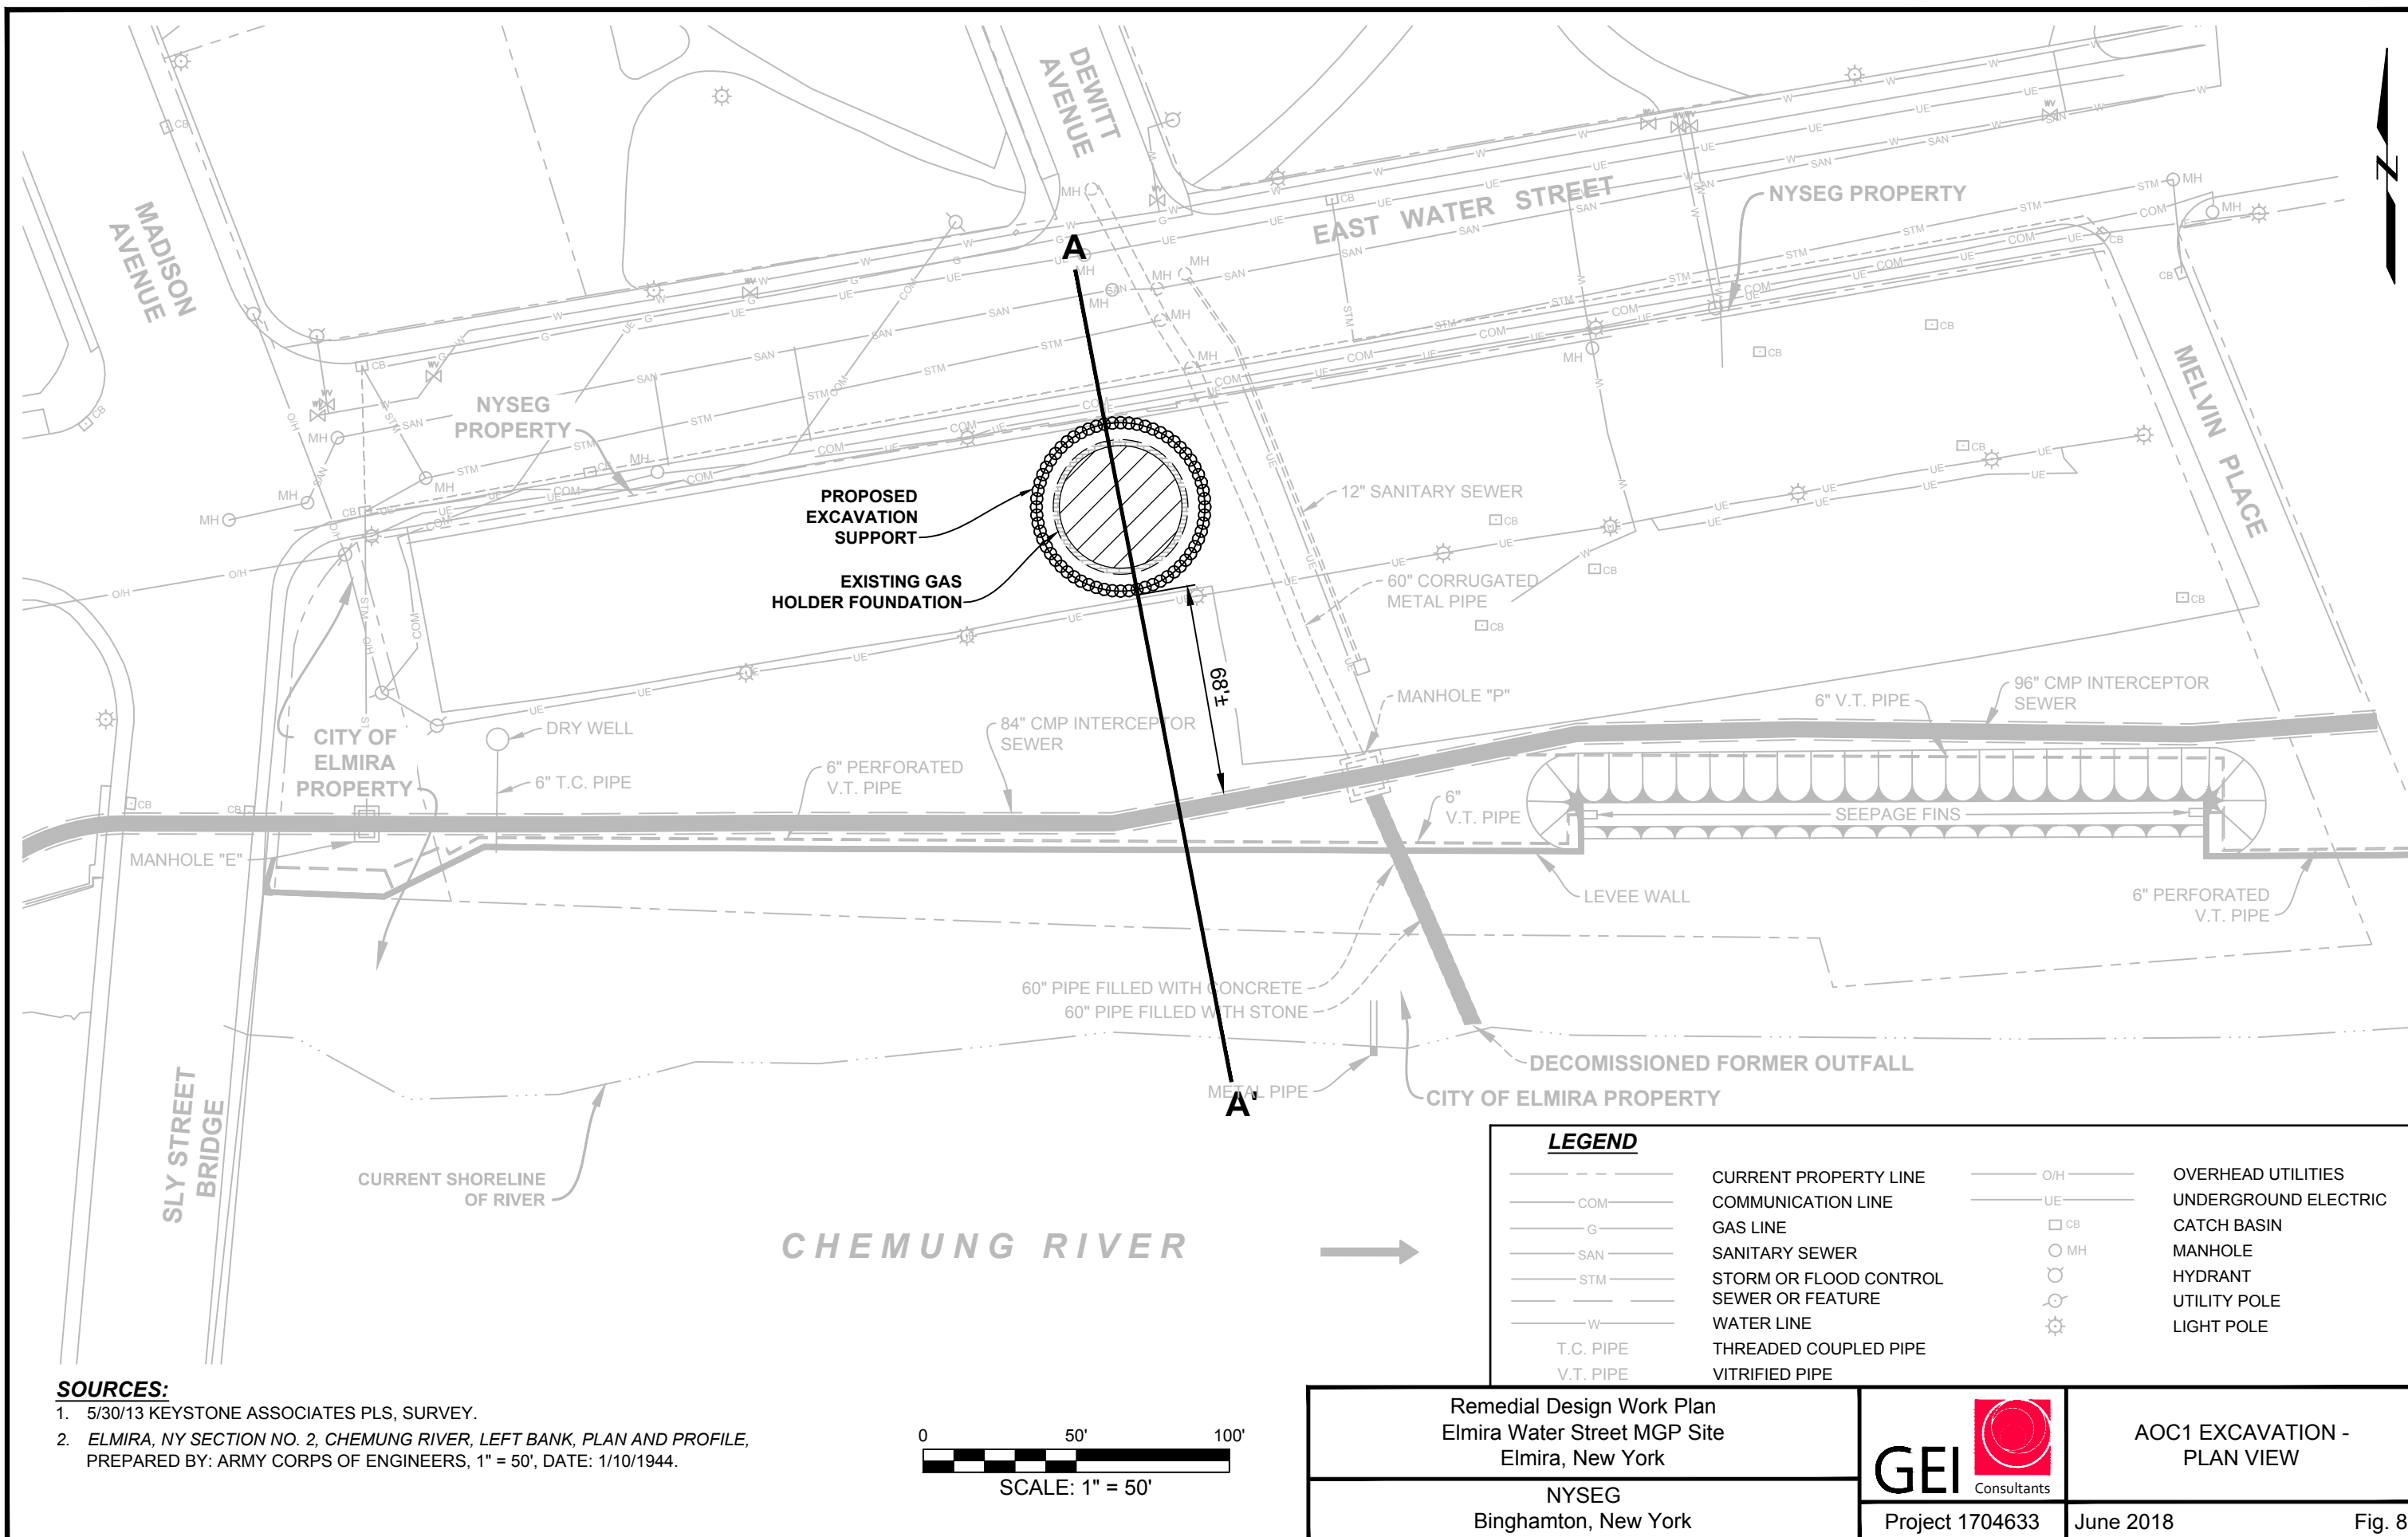 MADISON
AVENUE
DEWITT
AVENUE
EAST WATER STREET
NYSEG PROPERTY
MELVIN PLACE
N
A
NYSEG
PROPERTY
PROPOSED
EXCAVATION
SUPPORT
EXISTING GAS
HOLDER FOUNDATION
12" SANITARY SEWER
60" CORRUGATED
METAL PIPE
68'±
MANHOLE "P"
96" CMP INTERCEPTOR
SEWER
6" V.T. PIPE
CITY OF
ELMIRA
PROPERTY
DRY WELL
6" T.C. PIPE
84" CMP INTERCEPTOR
SEWER
6" PERFORATED
V.T. PIPE
6"
V.T. PIPE
SEEPAGE FINS
MANHOLE "E"
LEVEE WALL
6" PERFORATED
V.T. PIPE
60" PIPE FILLED WITH CONCRETE
60" PIPE FILLED WITH STONE
METAL PIPE
A'
DECOMISSIONED FORMER OUTFALL
CITY OF ELMIRA PROPERTY
SLY STREET
BRIDGE
CURRENT SHORELINE
OF RIVER
CHEMUNG RIVER
LEGEND
CURRENT PROPERTY LINE
COM COMMUNICATION LINE
G GAS LINE
SAN SANITARY SEWER
STM STORM OR FLOOD CONTROL
SEWER OR FEATURE
W WATER LINE
T.C. PIPE THREADED COUPLED PIPE
V.T. PIPE VITRIFIED PIPE
O/H OVERHEAD UTILITIES
UE UNDERGROUND ELECTRIC
CB CATCH BASIN
MH MANHOLE
HYDRANT
UTILITY POLE
LIGHT POLE
SOURCES:
1. 5/30/13 KEYSTONE ASSOCIATES PLS, SURVEY.
2. ELMIRA, NY SECTION NO. 2, CHEMUNG RIVER, LEFT BANK, PLAN AND PROFILE,
PREPARED BY: ARMY CORPS OF ENGINEERS, 1" = 50', DATE: 1/10/1944.
0 50' 100'
SCALE: 1" = 50'
Remedial Design Work Plan
Elmira Water Street MGP Site
Elmira, New York
NYSEG
Binghamton, New York
GEI Consultants
Project 1704633
AOC1 EXCAVATION -
PLAN VIEW
June 2018 Fig. 8